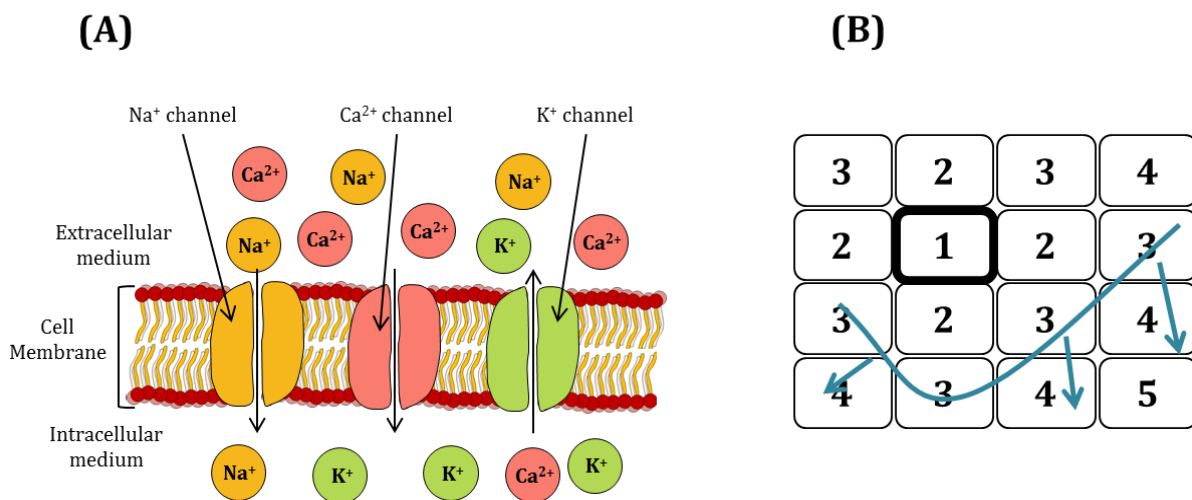 (A)
Na⁺ channel
Ca²⁺ channel
K⁺ channel
Ca²⁺
Na⁺
Na⁺
Extracellular
medium
Na⁺
Ca²⁺
Ca²⁺
K⁺
Ca²⁺
Cell
Membrane
Intracellular
medium
Na⁺
K⁺
K⁺
Ca²⁺
K⁺
(B)
3 2 3 4
2 1 2 3
3 2 3 4
4 3 4 5